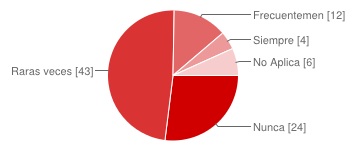 Frecuentemen [12]
Siempre [4]
No Aplica [6]
Raras veces [43]
Nunca [24]